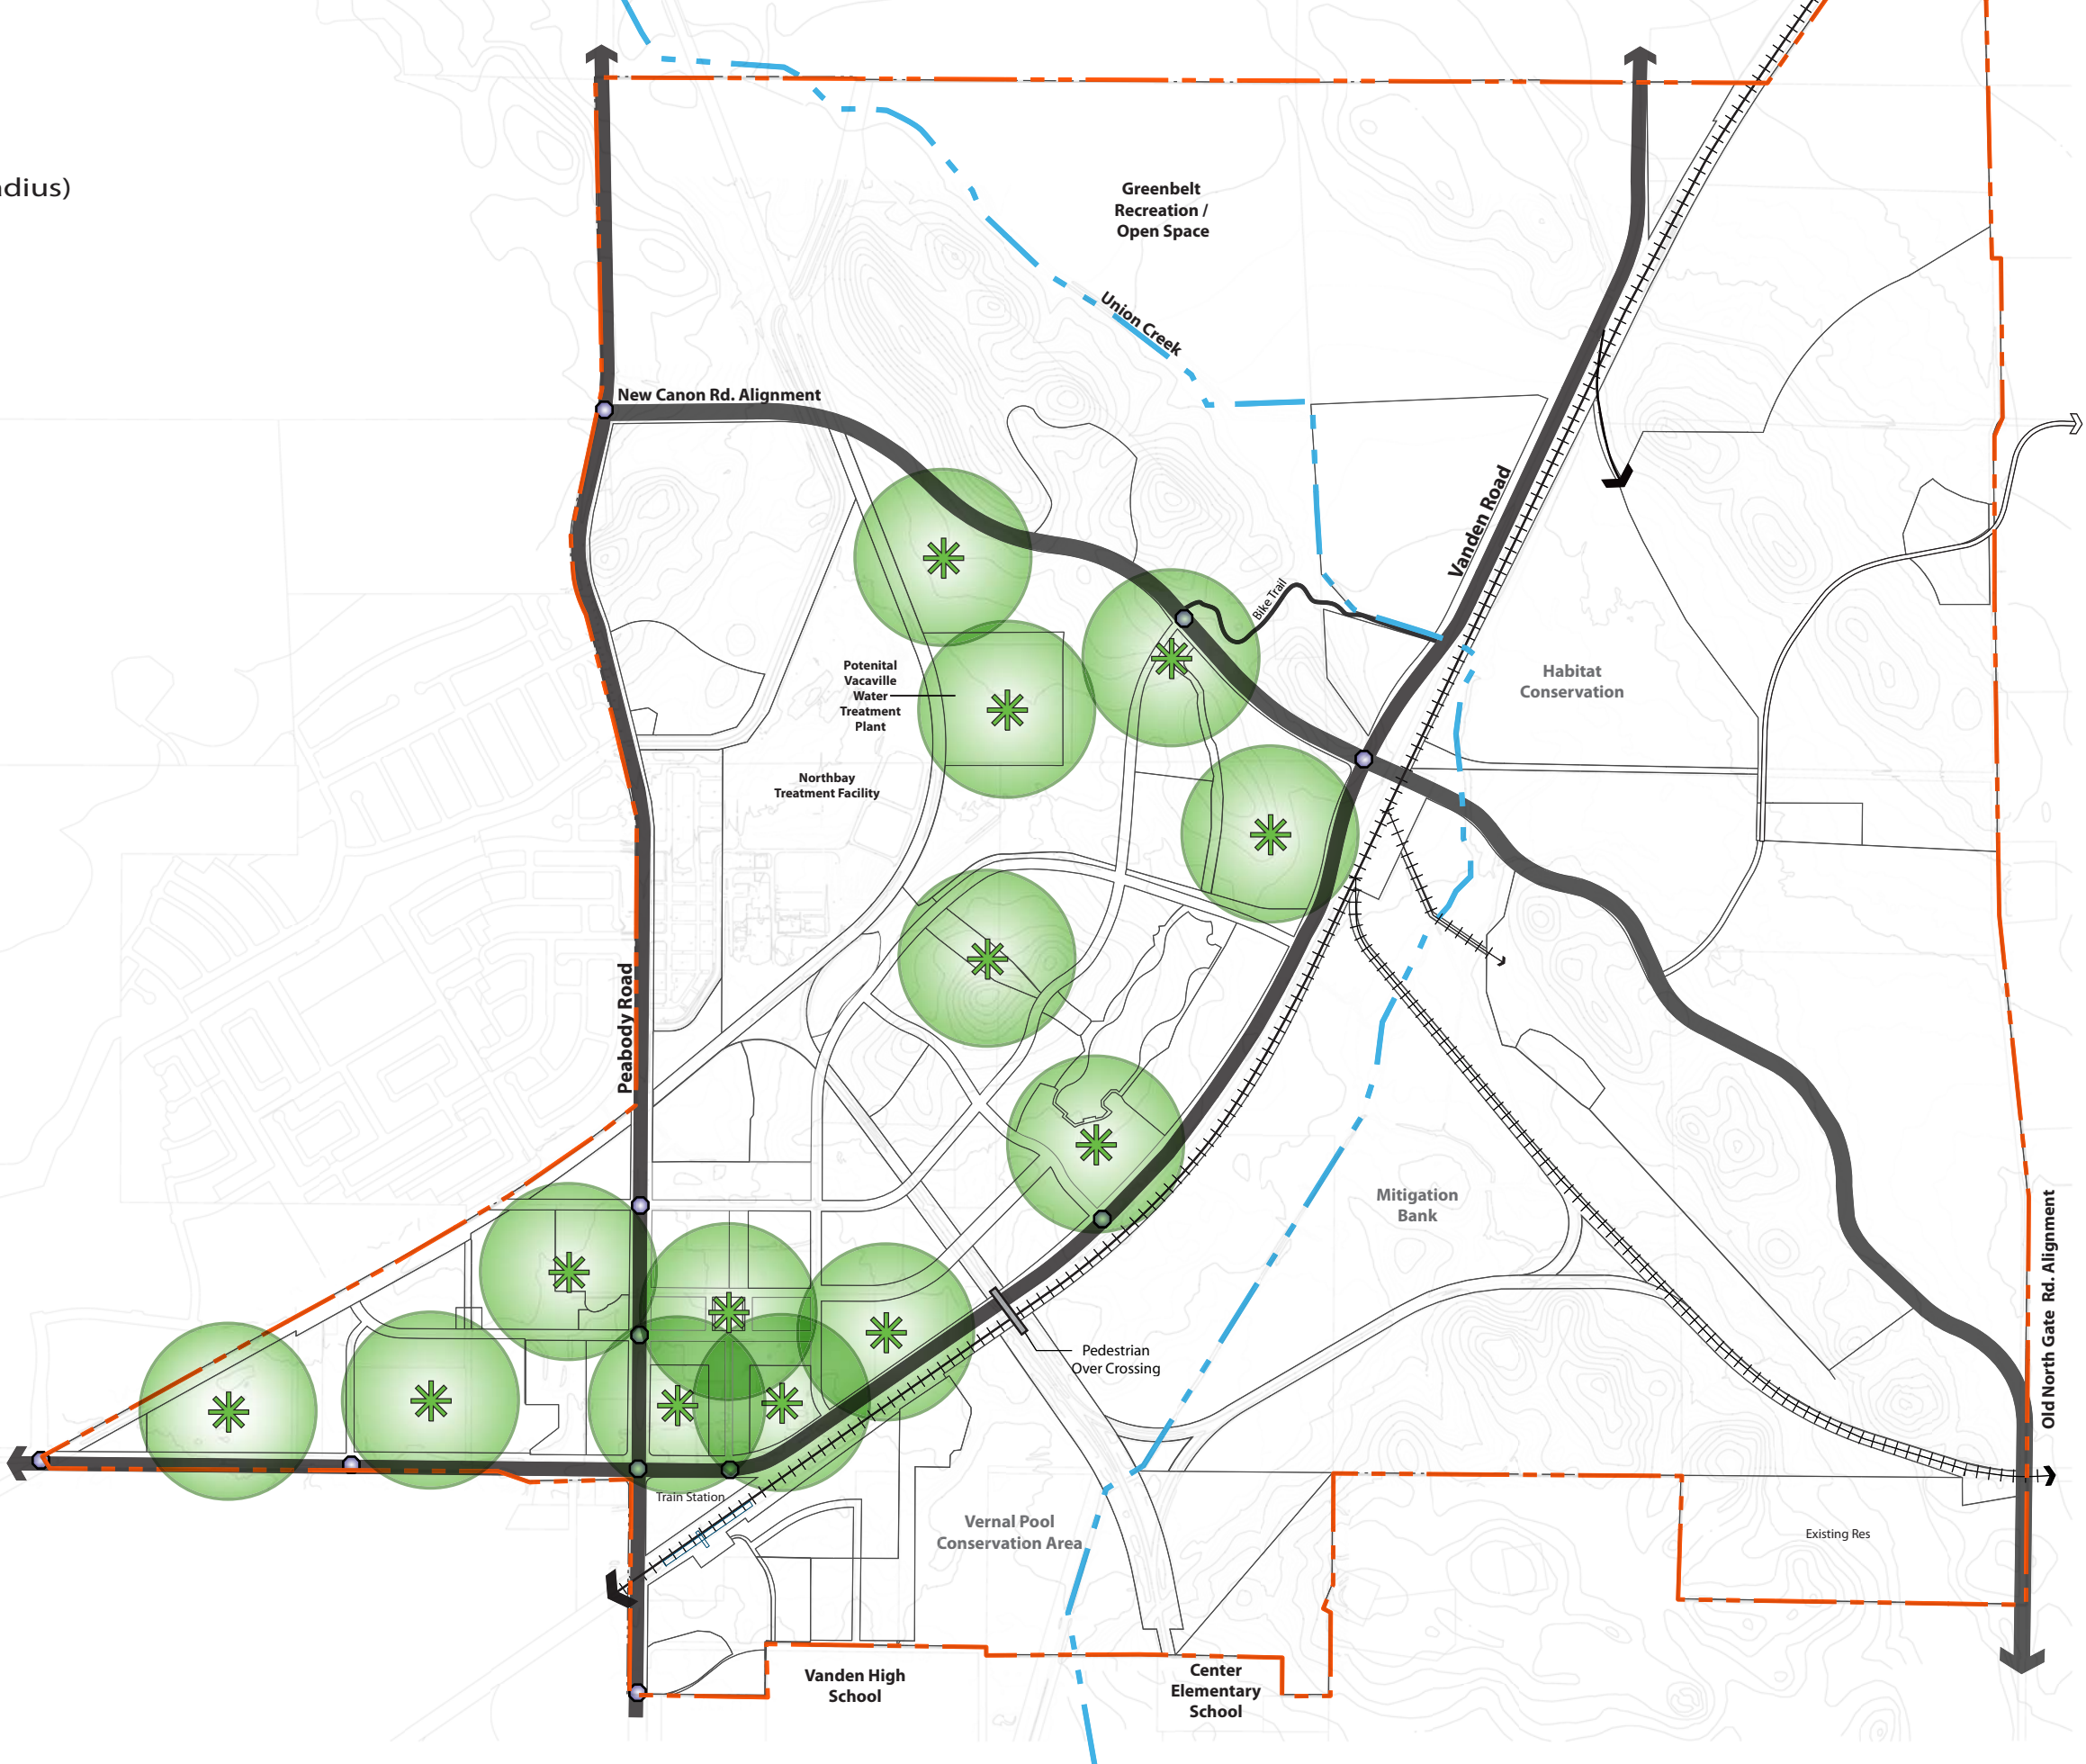 dius)
Greenbelt
Recreation /
Open Space
Union Creek
New Canon Rd. Alignment
Vanden Road
Bike Trail
Potenital
Vacaville
Water
Treatment
Plant
Habitat
Conservation
Northbay
Treatment Facility
Peabody Road
Mitigation
Bank
Old North Gate Rd. Alignment
Pedestrian
Over Crossing
Train Station
Vernal Pool
Conservation Area
Existing Res
Vanden High
School
Center
Elementary
School